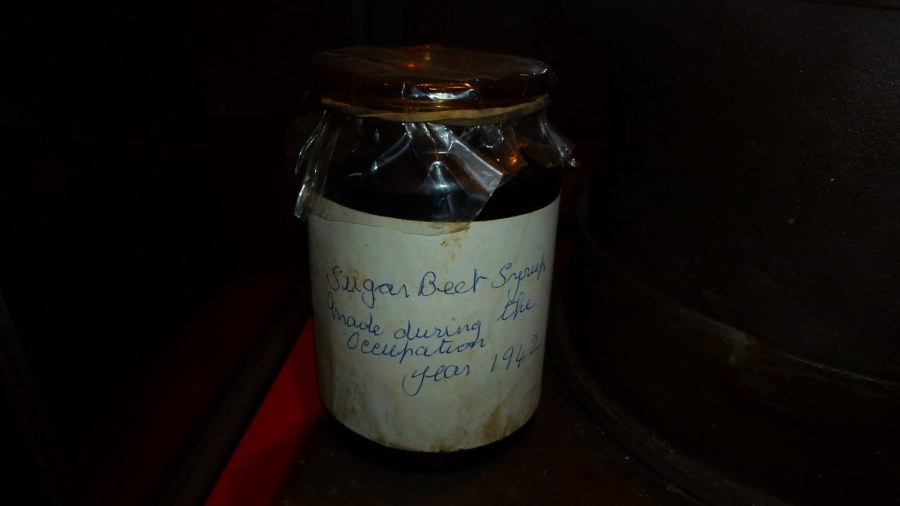 Sugar Beet Syrup
made during the
Occupation
year 1942